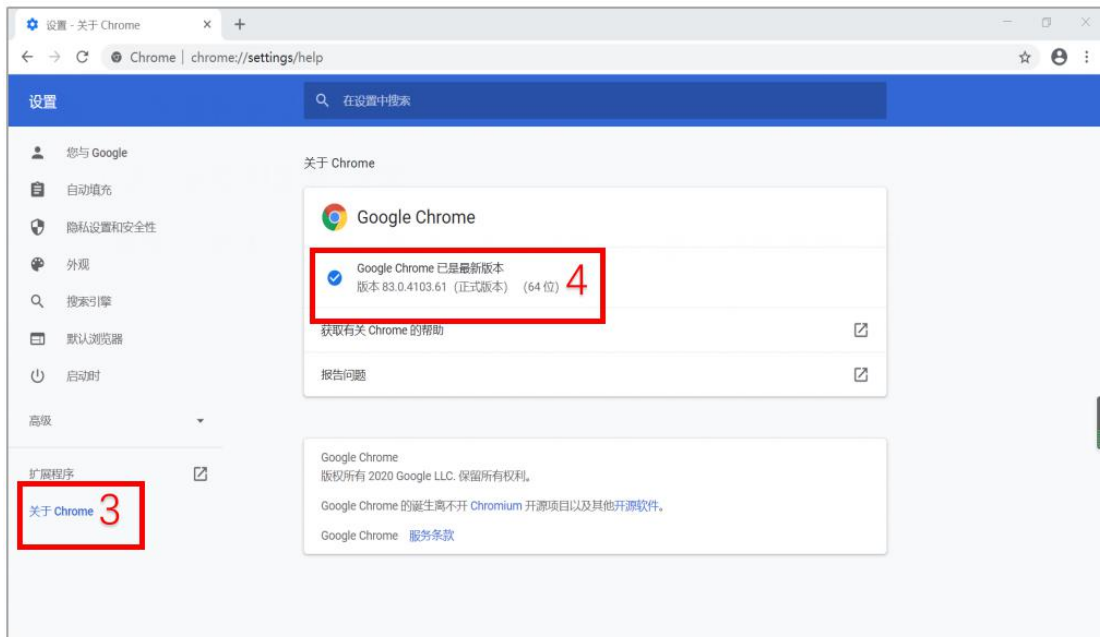 设置 - 关于 Chrome
Chrome | chrome://settings/help
设置
在设置中搜索
您与 Google
自动填充
隐私设置和安全性
外观
搜索引擎
默认浏览器
启动时
高级
扩展程序
关于 Chrome 3
关于 Chrome
Google Chrome
Google Chrome 已是最新版本
版本 83.0.4103.61（正式版本） （64 位） 4
获取有关 Chrome 的帮助
报告问题
Google Chrome
版权所有 2020 Google LLC. 保留所有权利。
Google Chrome 的诞生离不开 Chromium 开源项目以及其他开源软件。
Google Chrome 服务条款